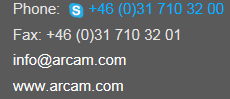 Phone: +46 (0)31 710 32 00
Fax: +46 (0)31 710 32 01
info@arcam.com
www.arcam.com